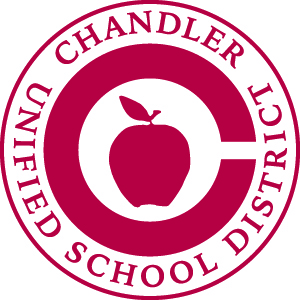 CHANDLER
UNIFIED SCHOOL DISTRICT